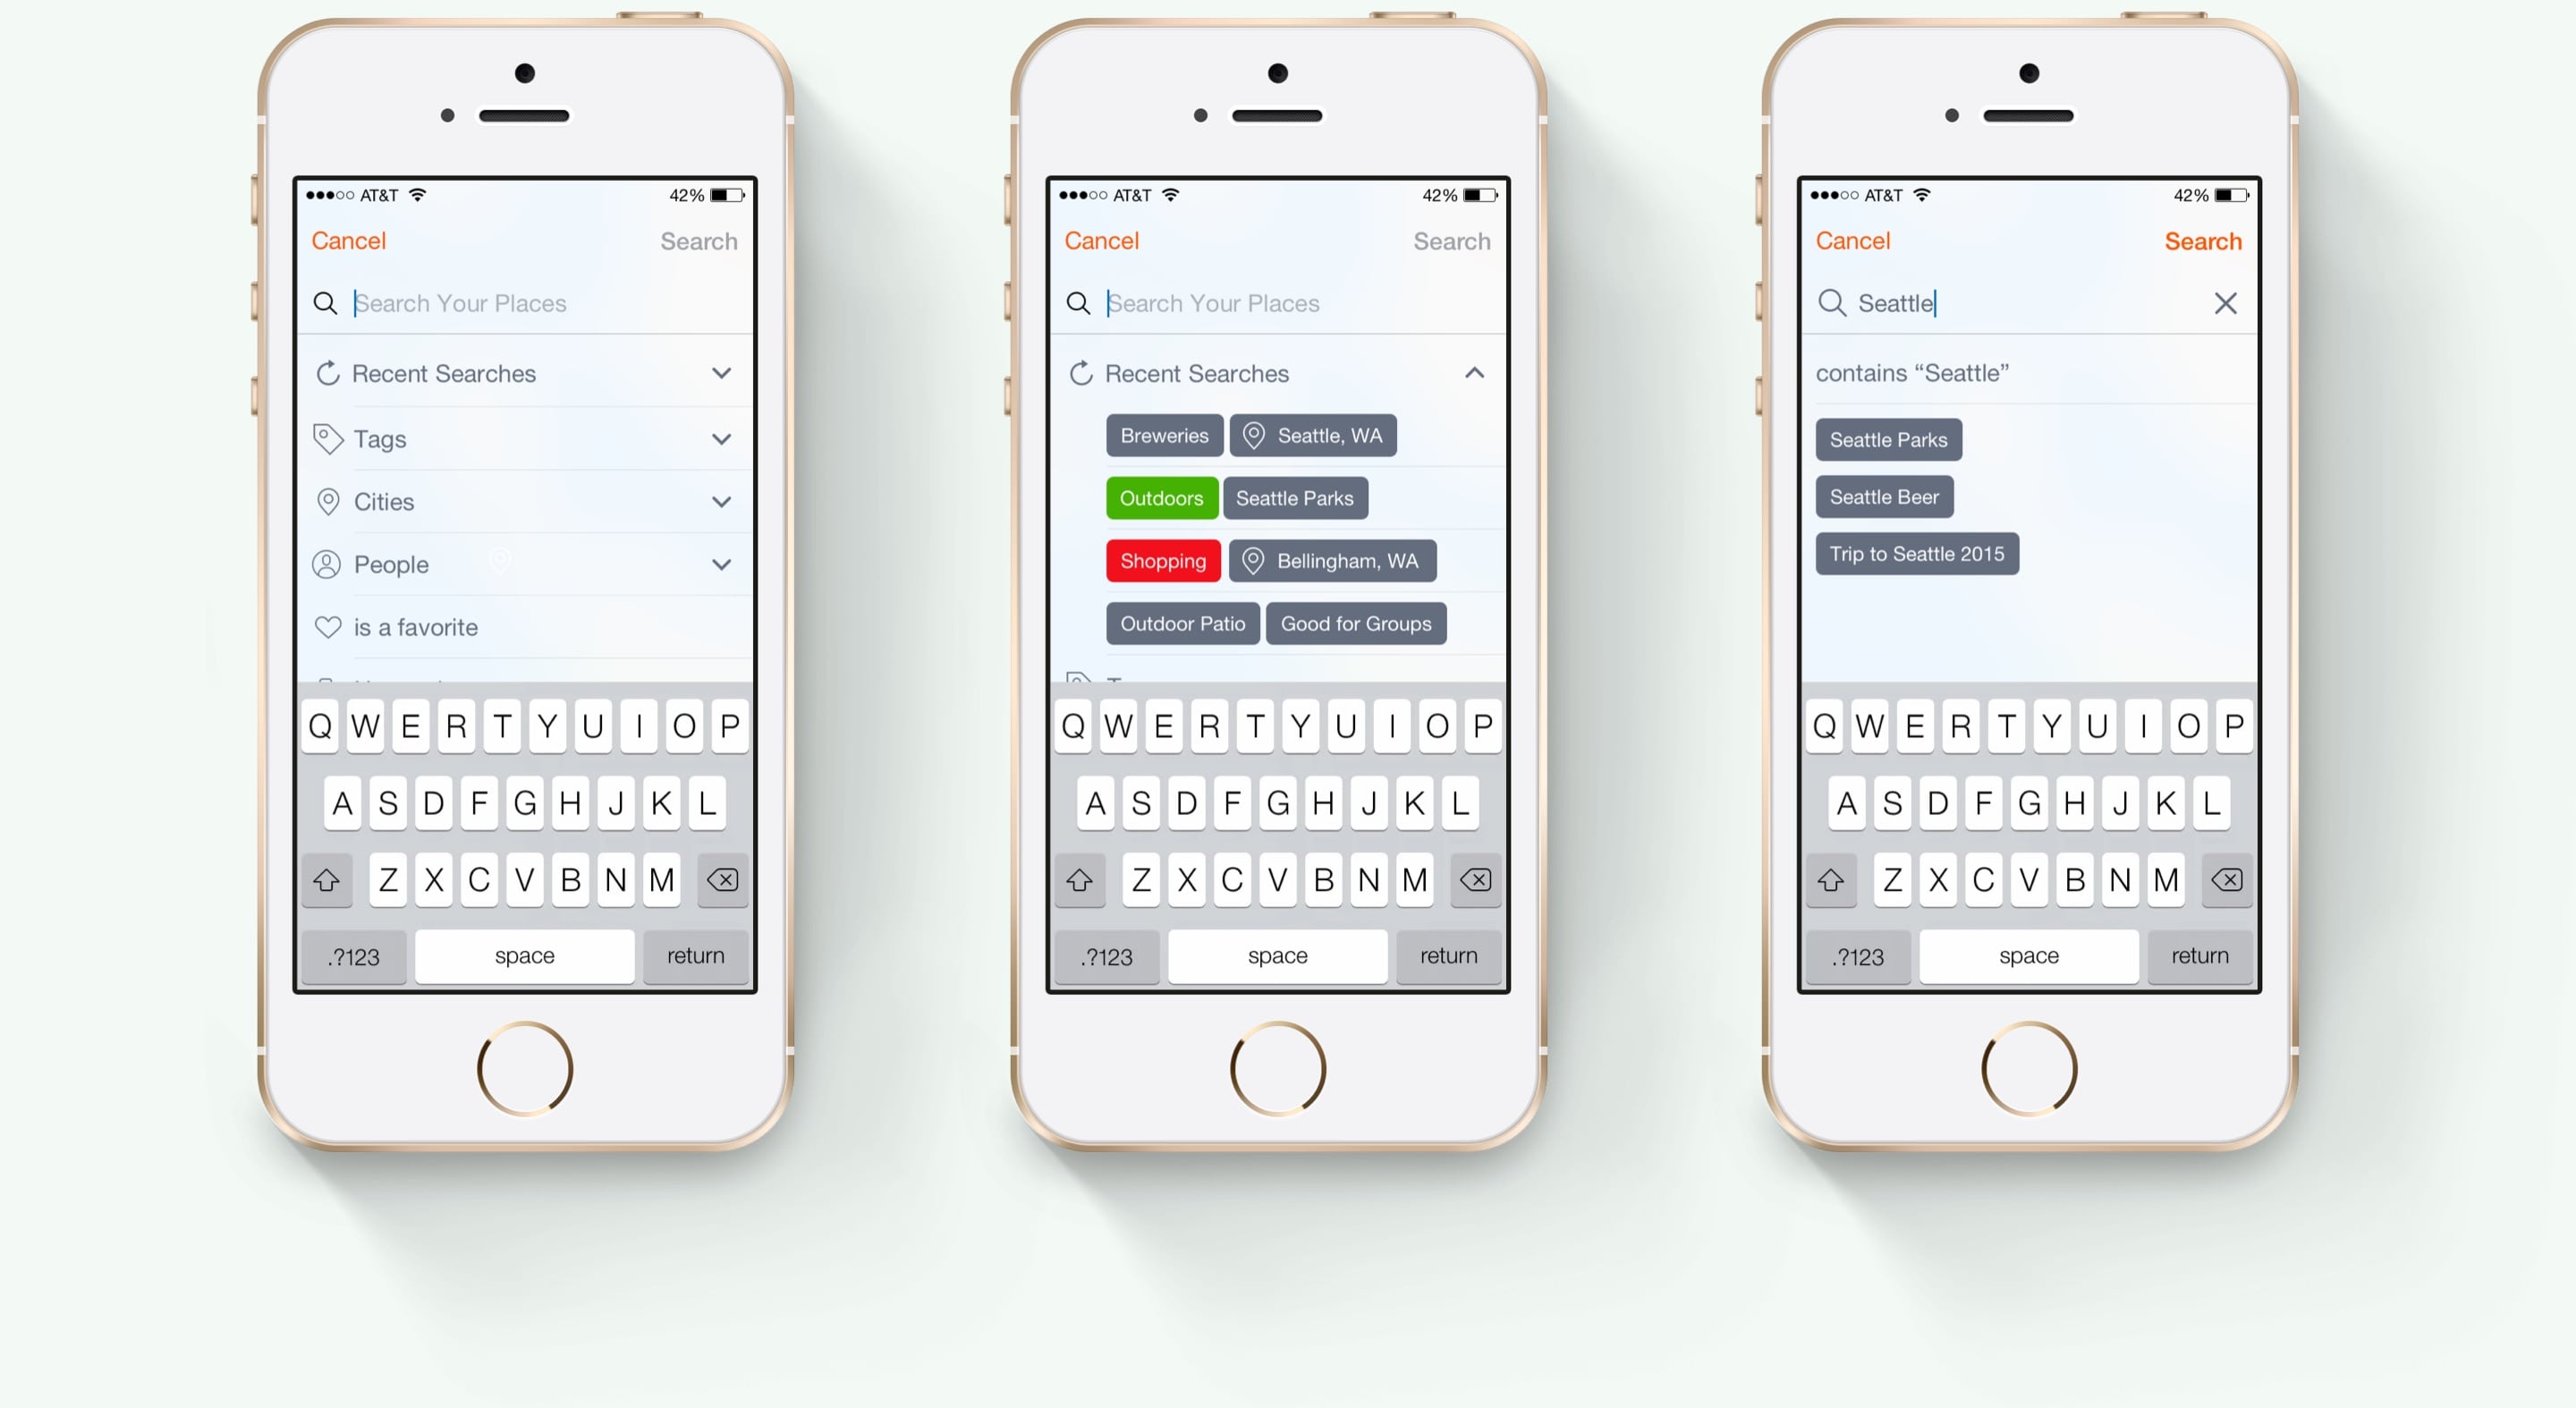 AT&T 42%
Cancel Search
Search Your Places
Recent Searches
Tags
Cities
People
is a favorite
Q W E R T Y U I O P
A S D F G H J K L
Z X C V B N M
.?123 space return
AT&T 42%
Cancel Search
Search Your Places
Recent Searches
Breweries Seattle, WA
Outdoors Seattle Parks
Shopping Bellingham, WA
Outdoor Patio Good for Groups
Q W E R T Y U I O P
A S D F G H J K L
Z X C V B N M
.?123 space return
AT&T 42%
Cancel Search
Seattle
contains “Seattle”
Seattle Parks
Seattle Beer
Trip to Seattle 2015
Q W E R T Y U I O P
A S D F G H J K L
Z X C V B N M
.?123 space return